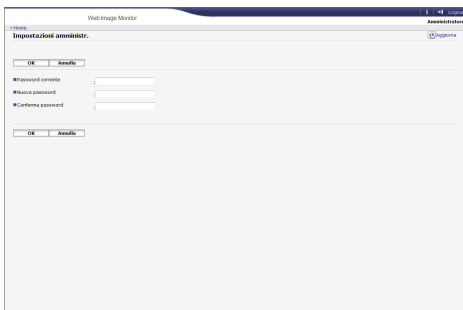 Web Image Monitor
Logout
Amministratore
Home
Impostazioni amministr.
Aggiorna
OK Annulla
Password corrente :
Nuova password :
Conferma password :
OK Annulla